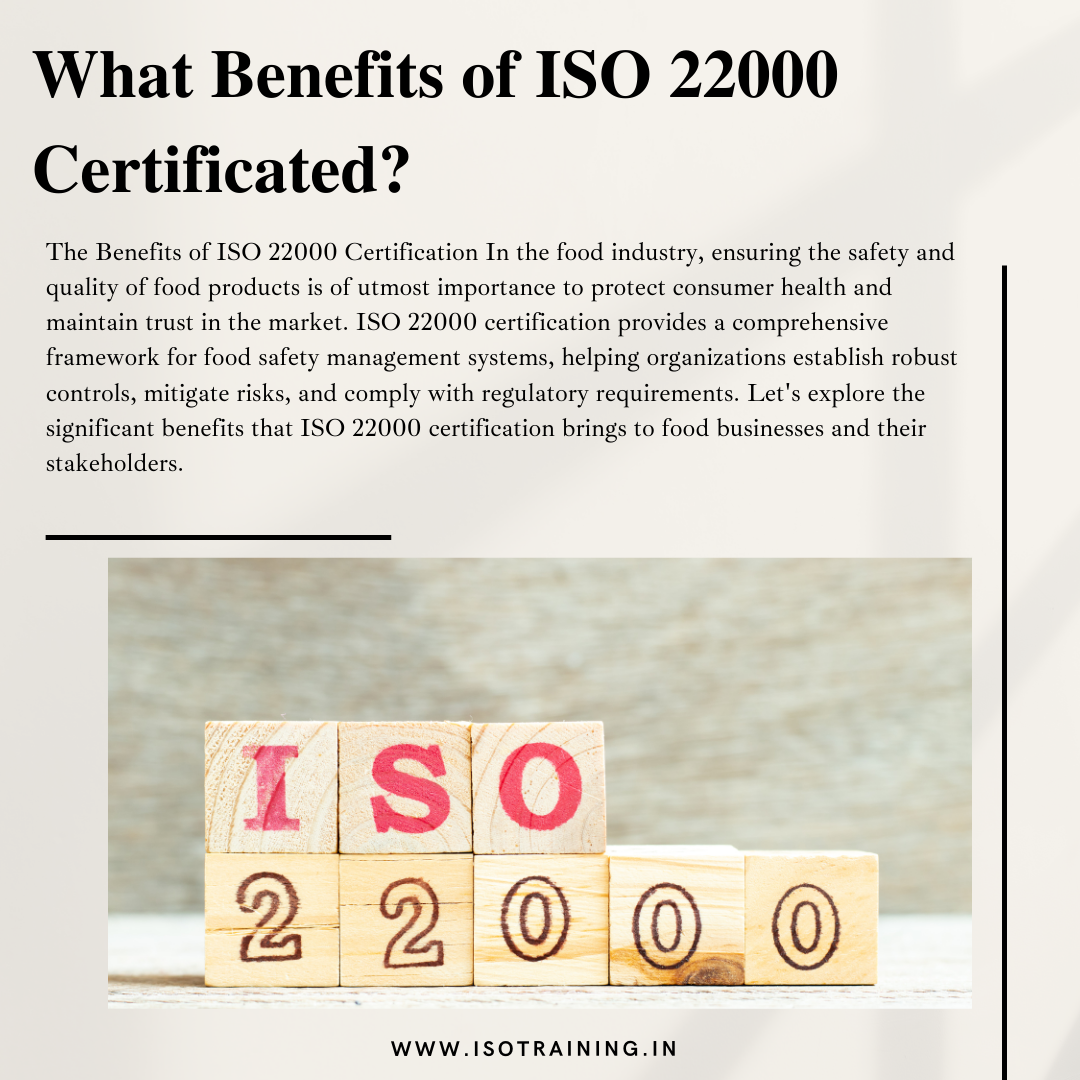 What Benefits of ISO 22000
Certificated?
The Benefits of ISO 22000 Certification In the food industry, ensuring the safety and
quality of food products is of utmost importance to protect consumer health and
maintain trust in the market. ISO 22000 certification provides a comprehensive
framework for food safety management systems, helping organizations establish robust
controls, mitigate risks, and comply with regulatory requirements. Let's explore the
significant benefits that ISO 22000 certification brings to food businesses and their
stakeholders.
ISO
22000
WWW.ISOTRAINING.IN